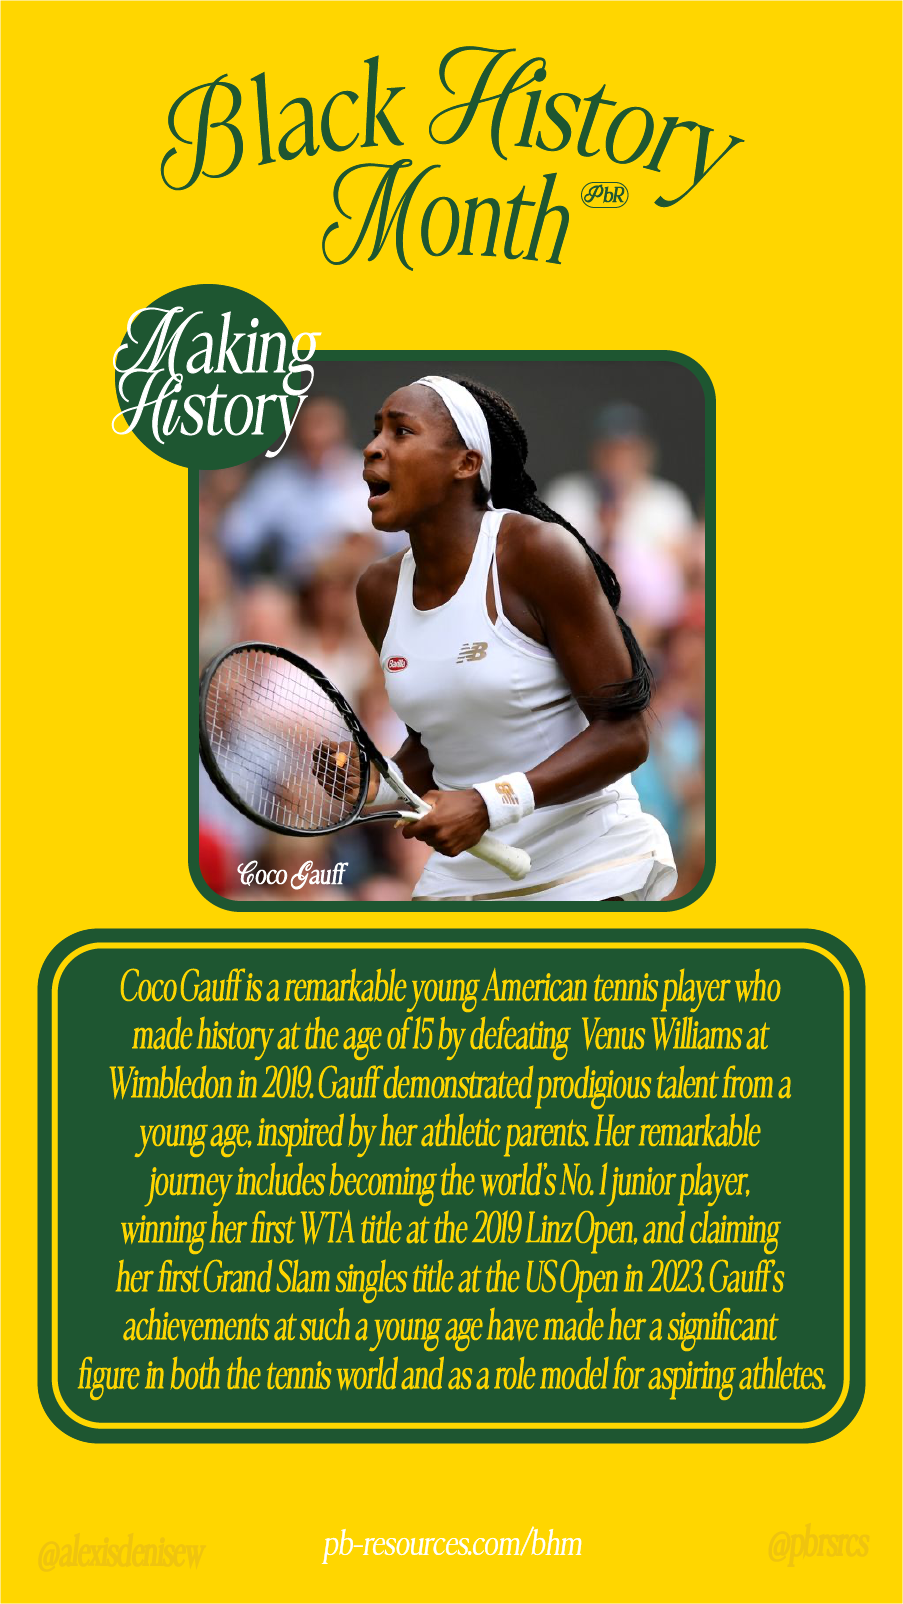 Black History
Month
PbR
Making
History
Barilla
NB
Coco Gauff
Coco Gauff is a remarkable young American tennis player who
made history at the age of 15 by defeating Venus Williams at
Wimbledon in 2019. Gauff demonstrated prodigious talent from a
young age, inspired by her athletic parents. Her remarkable
journey includes becoming the world's No. 1 junior player,
winning her first WTA title at the 2019 Linz Open, and claiming
her first Grand Slam singles title at the US Open in 2023. Gauff's
achievements at such a young age have made her a significant
figure in both the tennis world and as a role model for aspiring athletes.
@alexisdenisew
pb-resources.com/bhm
@pbrsrcs